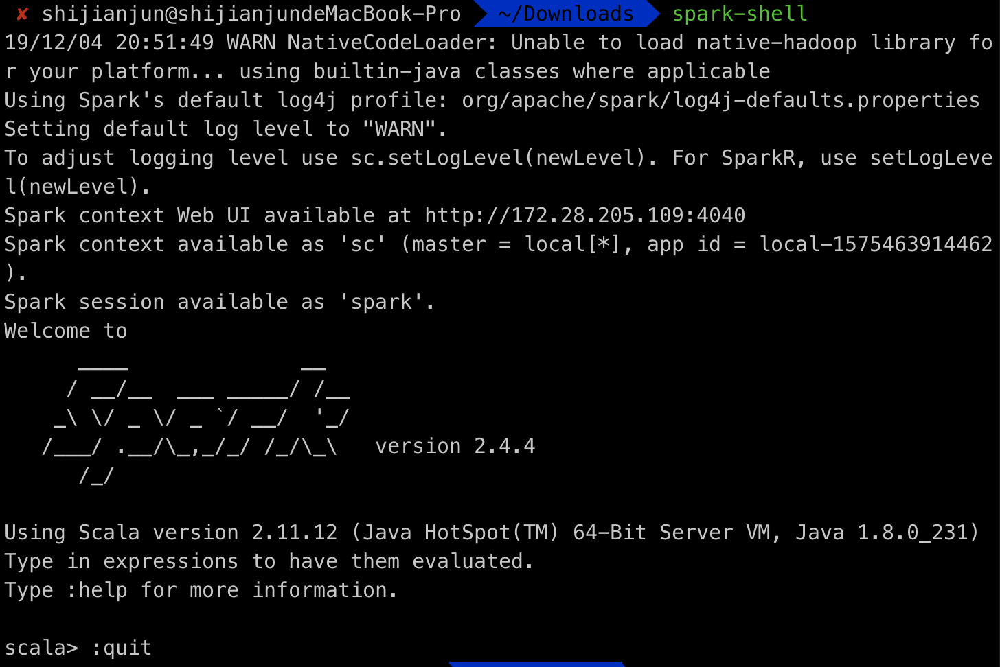 ✘ shijianjun@shijianjundeMacBook-Pro ~/Downloads spark-shell
19/12/04 20:51:49 WARN NativeCodeLoader: Unable to load native-hadoop library fo
r your platform... using builtin-java classes where applicable
Using Spark's default log4j profile: org/apache/spark/log4j-defaults.properties
Setting default log level to "WARN".
To adjust logging level use sc.setLogLevel(newLevel). For SparkR, use setLogLeve
l(newLevel).
Spark context Web UI available at http://172.28.205.109:4040
Spark context available as 'sc' (master = local[*], app id = local-1575463914462
).
Spark session available as 'spark'.
Welcome to
      ____              __
     / __/__  ___ _____/ /__
    _\ \/ _ \/ _ `/ __/  '_/
   /___/ .__/\_,_/_/ /_/\_\   version 2.4.4
      /_/
Using Scala version 2.11.12 (Java HotSpot(TM) 64-Bit Server VM, Java 1.8.0_231)
Type in expressions to have them evaluated.
Type :help for more information.
scala> :quit